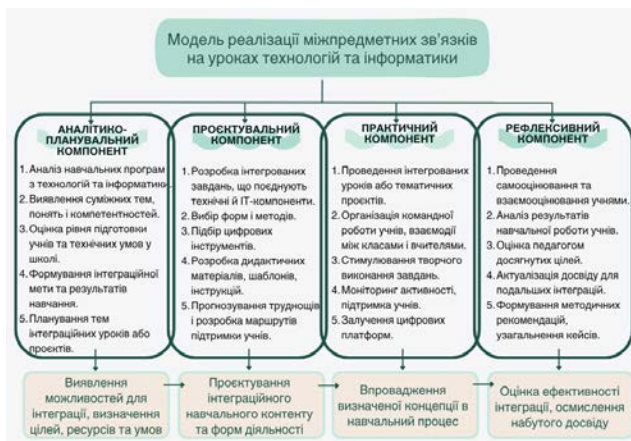 Модель реалізації міжпредметних зв'язків
на уроках технологій та інформатики
АНАЛІТИКО-
ПЛАНУВАЛЬНИЙ
КОМПОНЕНТ
1. Аналіз навчальних програм
з технологій та інформатики.
2. Виявлення суміжних тем,
понять і компетентностей.
3. Оцінка рівня підготовки
учнів та технічних умов у
школі.
4. Формування інтеграційної
мети та результатів
навчання.
5. Планування тем
інтеграційних уроків або
проєктів.
Виявлення
можливостей для
інтеграції, визначення
цілей, ресурсів та умов
ПРОЄКТУВАЛЬНИЙ
КОМПОНЕНТ
1. Розробка інтегрованих
завдань, що поєднують
технічні й ІТ-компоненти.
2. Вибір форм і методів.
3. Підбір цифрових
інструментів.
4. Розробка дидактичних
матеріалів, шаблонів,
інструкцій.
5. Прогнозування труднощів
і розробка маршрутів
підтримки учнів.
Проєктування
інтеграційного
навчального контенту
та форм діяльності
ПРАКТИЧНИЙ
КОМПОНЕНТ
1. Проведення інтегрованих
уроків або тематичних
проєктів.
2. Організація командної
роботи учнів, взаємодії
між класами і вчителями.
3. Стимулювання творчого
виконання завдань.
4. Моніторинг активності,
підтримка учнів.
5. Залучення цифрових
платформ.
Впровадження
визначеної концепції в
навчальний процес
РЕФЛЕКСИВНИЙ
КОМПОНЕНТ
1. Проведення
самооцінювання та
взаємооцінювання учнями.
2. Аналіз результатів
навчальної роботи учнів.
3. Оцінка педагогом
досягнутих цілей.
4. Актуалізація досвіду для
подальших інтеграцій.
5. Формування методичних
рекомендацій,
узагальнення кейсів.
Оцінка ефективності
інтеграції, осмислення
набутого досвіду